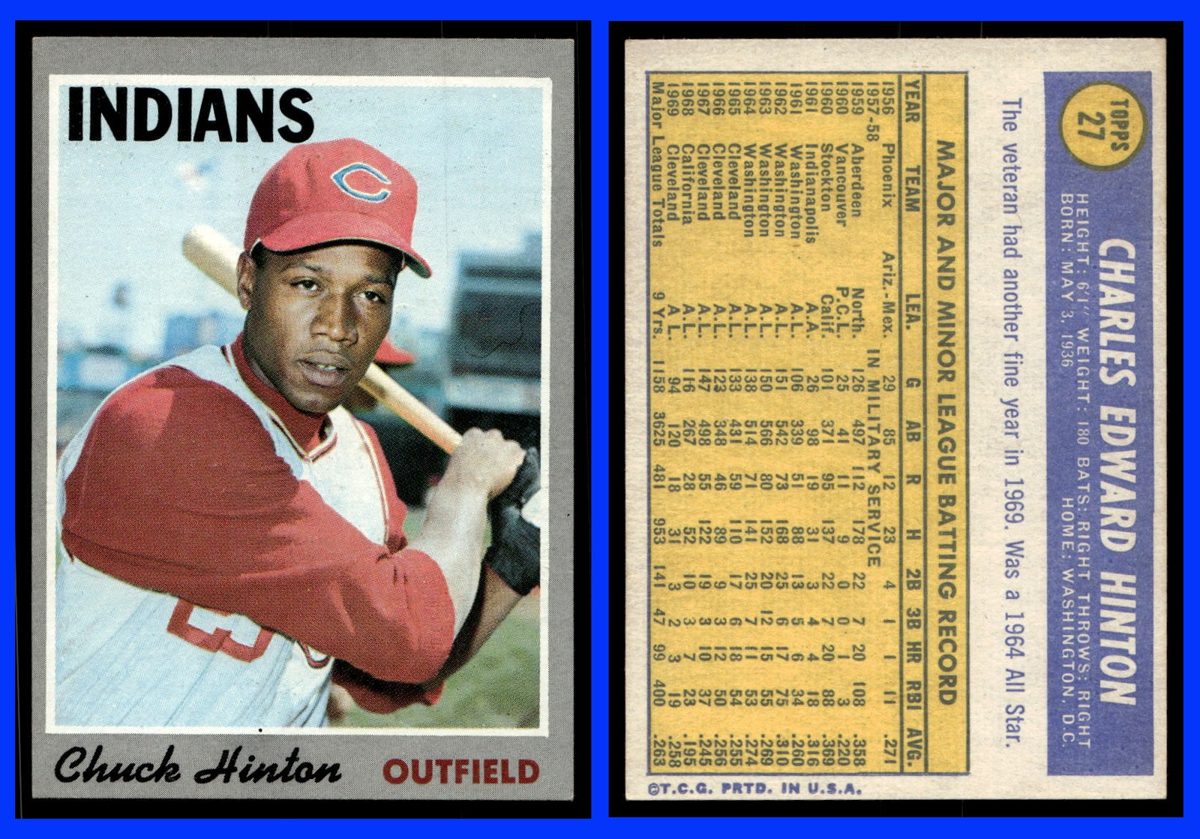 INDIANS
C
3
Chuck Hinton OUTFIELD
TOPPS
27
CHARLES EDWARD HINTON
HEIGHT: 6'1" WEIGHT: 180 BATS: RIGHT THROWS: RIGHT
BORN: MAY 3, 1936 HOME: WASHINGTON, D.C.
The veteran had another fine year in 1969. Was a 1964 All Star.
MAJOR AND MINOR LEAGUE BATTING RECORD
YEAR TEAM LEA. G AB R H 2B 3B HR RBI AVG.
1956 Phoenix Ariz.-Mex. 29 85 12 23 4 1 1 11 .271
1957-58 IN MILITARY SERVICE
1959 Aberdeen North 126 497 112 178 22 7 20 108 .358
1960 Vancouver P.C.L. 25 41 11 9 0 0 1 3 .220
1960 Stockton Calif. 101 371 95 137 22 7 20 88 .369
1961 Indianapolis A.A. 26 98 19 31 3 4 4 18 .316
1961 Washington A.L. 106 339 51 88 13 5 6 34 .260
1962 Washington A.L. 151 542 73 168 25 6 17 75 .310
1963 Washington A.L. 150 566 80 152 20 12 15 55 .269
1964 Washington A.L. 138 514 71 141 25 7 11 53 .274
1965 Cleveland A.L. 133 431 59 110 17 6 18 54 .255
1966 Cleveland A.L. 123 348 46 89 9 3 12 50 .256
1967 Cleveland A.L. 147 498 55 122 19 3 10 37 .245
1968 California A.L. 116 267 28 52 10 3 7 23 .195
1969 Cleveland A.L. 94 120 18 31 3 2 3 19 .258
Major League Totals 9 Yrs. 1158 3625 481 953 141 47 99 400 .263
©T.C.G. PRTD. IN U.S.A.